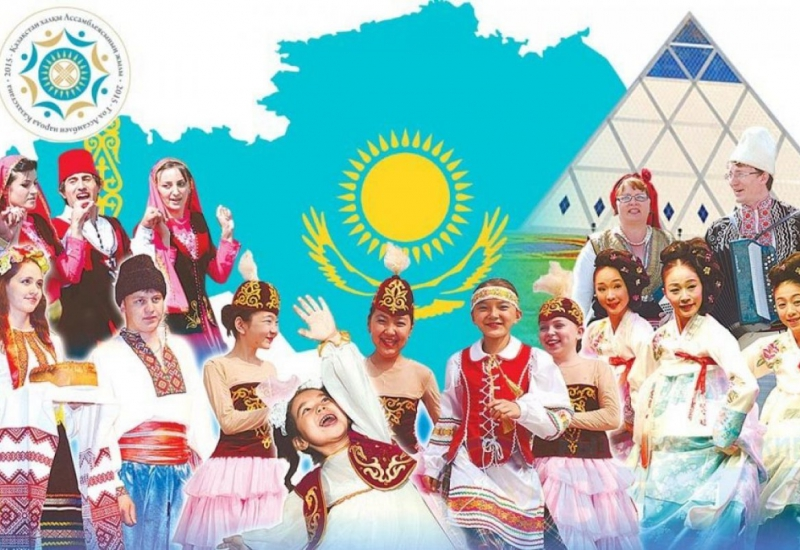 2015 · Қазақстан халқы Ассамблеясының жылы ·
2015 · Год Ассамблеи народа Казахстана ·